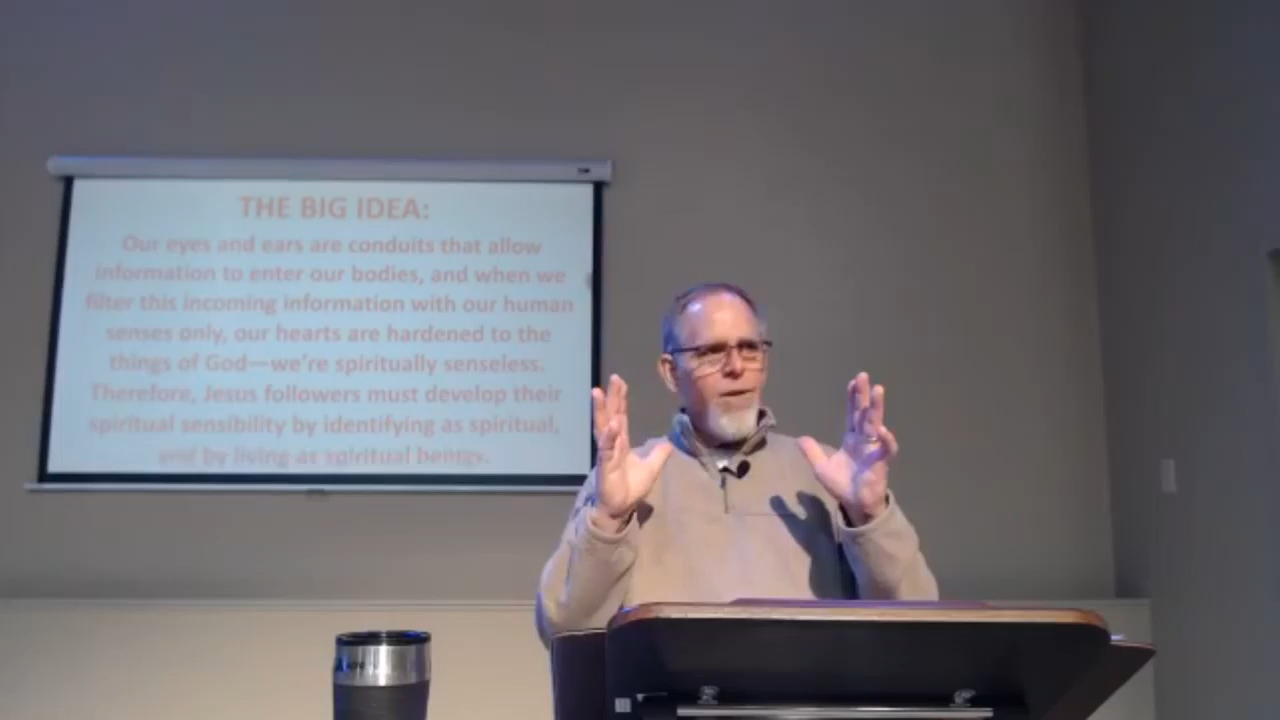 THE BIG IDEA:
Our eyes and ears are conduits that allow
information to enter our bodies, and when we
filter this incoming information with our human
senses only, our hearts are hardened to the
things of God—we're spiritually senseless.
Therefore, Jesus followers must develop their
spiritual sensibility by identifying as spiritual,
and by living as spiritual beings.